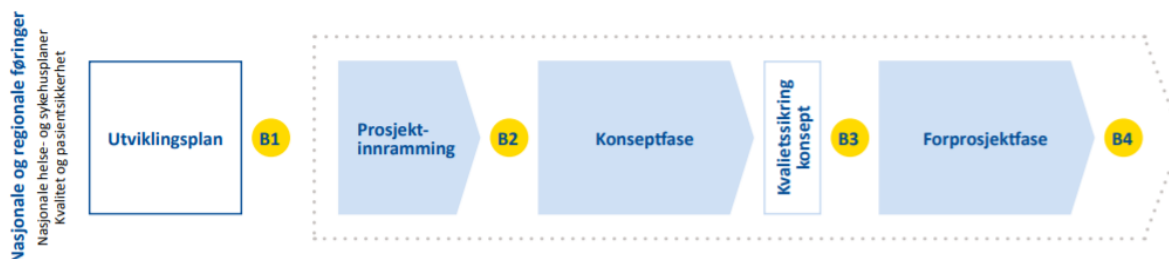 Nasjonale og regionale føringer
Nasjonale helse- og sykehusplaner
Kvalitet og pasientsikkerhet
Utviklingsplan
B1
Prosjekt-
innramming
B2
Konseptfase
Kvalietssikring
konsept
B3
Forprosjektfase
B4